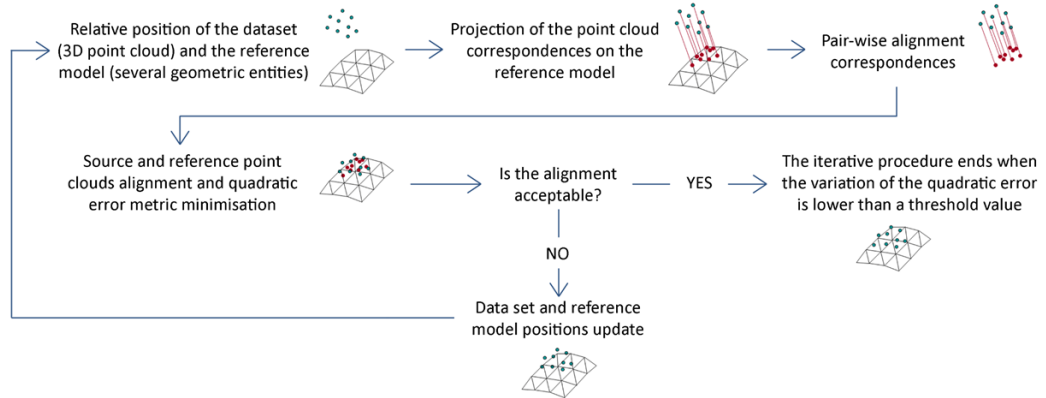 Relative position of the dataset
(3D point cloud) and the reference
model (several geometric entities)
Projection of the point cloud
correspondences on the
reference model
Pair-wise alignment
correspondences
Source and reference point
clouds alignment and quadratic
error metric minimisation
Is the alignment
acceptable?
YES
The iterative procedure ends when
the variation of the quadratic error
is lower than a threshold value
NO
Data set and reference
model positions update